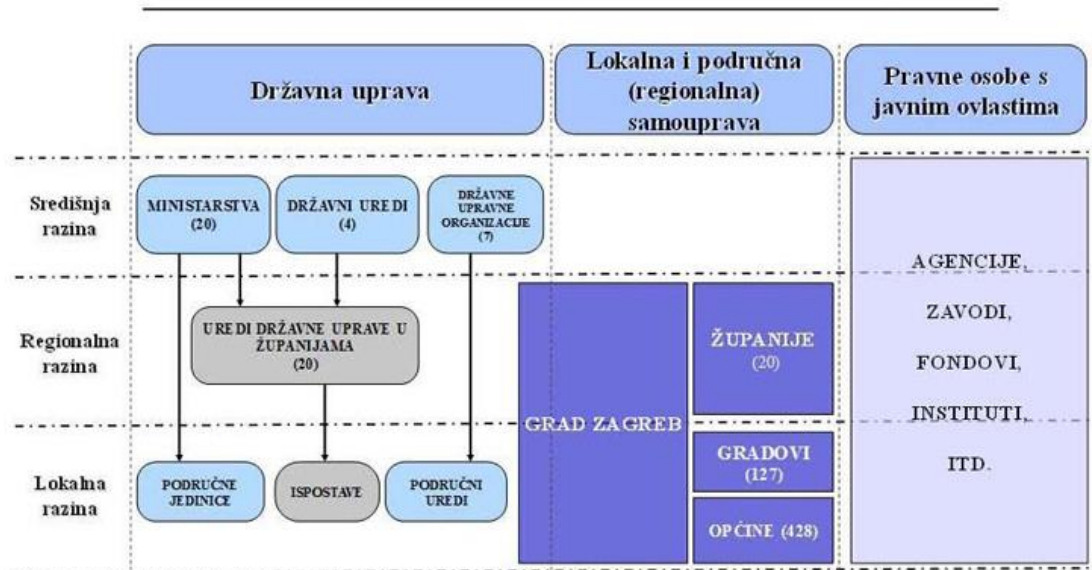 Državna uprava
Lokalna i područna
(regionalna)
samouprava
Pravne osobe s
javnim ovlastima
Središnja
razina
MINISTARSTVA
(20)
DRŽAVNI UREDI
(4)
DRŽAVNE
UPRAVNE
ORGANIZACIJE
(7)
Regionalna
razina
UREDI DRŽAVNE UPRAVE U
ŽUPANIJAMA
(20)
GRAD ZAGREB
ŽUPANIJE
(20)
Lokalna
razina
PODRUČNE
JEDINICE
ISPOSTAVE
PODRUČNI
UREDI
GRADOVI
(127)
OPĆINE (428)
AGENCIJE,
ZAVODI,
FONDOVI,
INSTITUTI,
ITD.